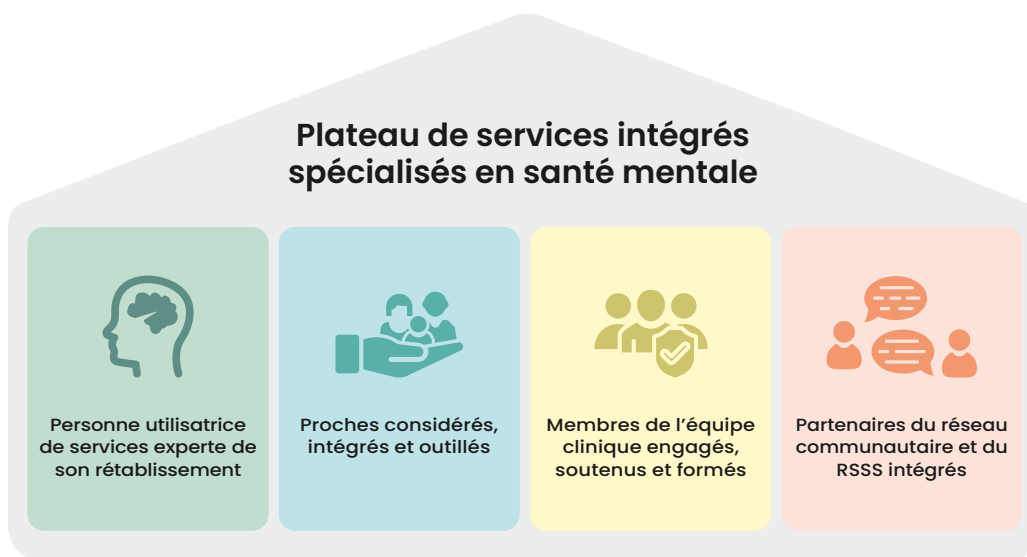 Plateau de services intégrés
spécialisés en santé mentale
Personne utilisatrice
de services experte de
son rétablissement
Proches considérés,
intégrés et outillés
Membres de l’équipe
clinique engagés,
soutenus et formés
Partenaires du réseau
communautaire et du
RSSS intégrés